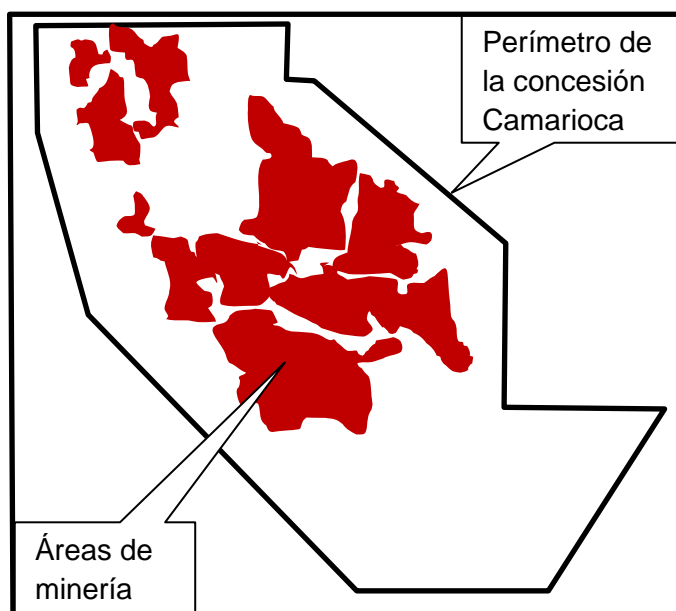 Perímetro de
la concesión
Camarioca
Áreas de
minería